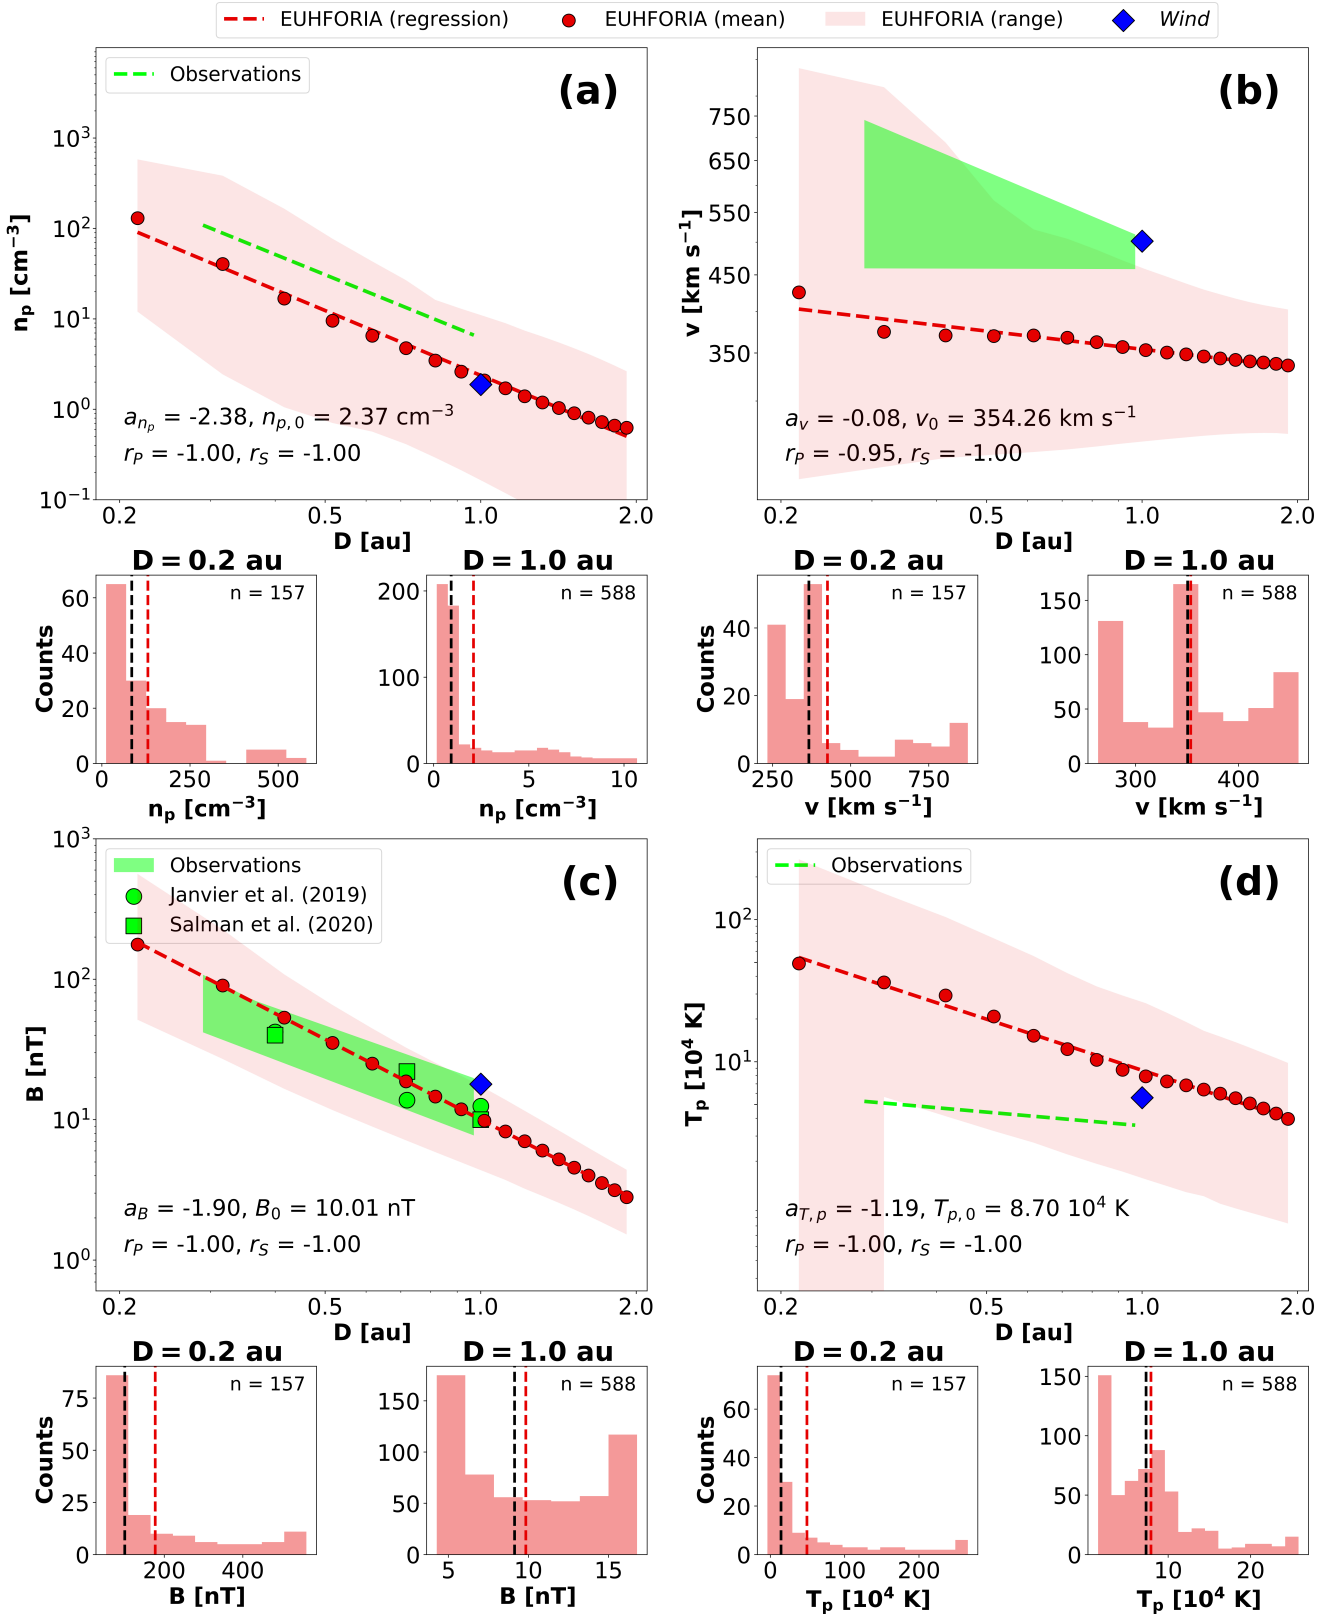 EUHFORIA (regression) EUHFORIA (mean) EUHFORIA (range) Wind
Observations
(a)
n_p [cm⁻³]
10³
10²
10¹
10⁰
10⁻¹
a_{n_p} = -2.38, n_{p,0} = 2.37 cm⁻³
r_P = -1.00, r_S = -1.00
0.2 0.5 1.0 2.0
D [au]
(b)
v [km s⁻¹]
750
650
550
450
350
a_v = -0.08, v₀ = 354.26 km s⁻¹
r_P = -0.95, r_S = -1.00
0.2 0.5 1.0 2.0
D [au]
D = 0.2 au
n = 157
Counts
60
40
20
0
0 250 500
n_p [cm⁻³]
D = 1.0 au
n = 588
200
100
0
0 5 10
n_p [cm⁻³]
D = 0.2 au
n = 157
Counts
40
20
0
250 500 750
v [km s⁻¹]
D = 1.0 au
n = 588
150
100
50
0
300 400
v [km s⁻¹]
Observations
Janvier et al. (2019)
Salman et al. (2020)
(c)
B [nT]
10³
10²
10¹
10⁰
a_B = -1.90, B₀ = 10.01 nT
r_P = -1.00, r_S = -1.00
0.2 0.5 1.0 2.0
D [au]
Observations
(d)
T_p [10⁴ K]
10²
10¹
a_{T,p} = -1.19, T_{p,0} = 8.70 10⁴ K
r_P = -1.00, r_S = -1.00
0.2 0.5 1.0 2.0
D [au]
D = 0.2 au
n = 157
Counts
75
50
25
0
200 400
B [nT]
D = 1.0 au
n = 588
150
100
50
0
5 10 15
B [nT]
D = 0.2 au
n = 157
Counts
60
40
20
0
0 100 200
T_p [10⁴ K]
D = 1.0 au
n = 588
150
100
50
0
10 20
T_p [10⁴ K]